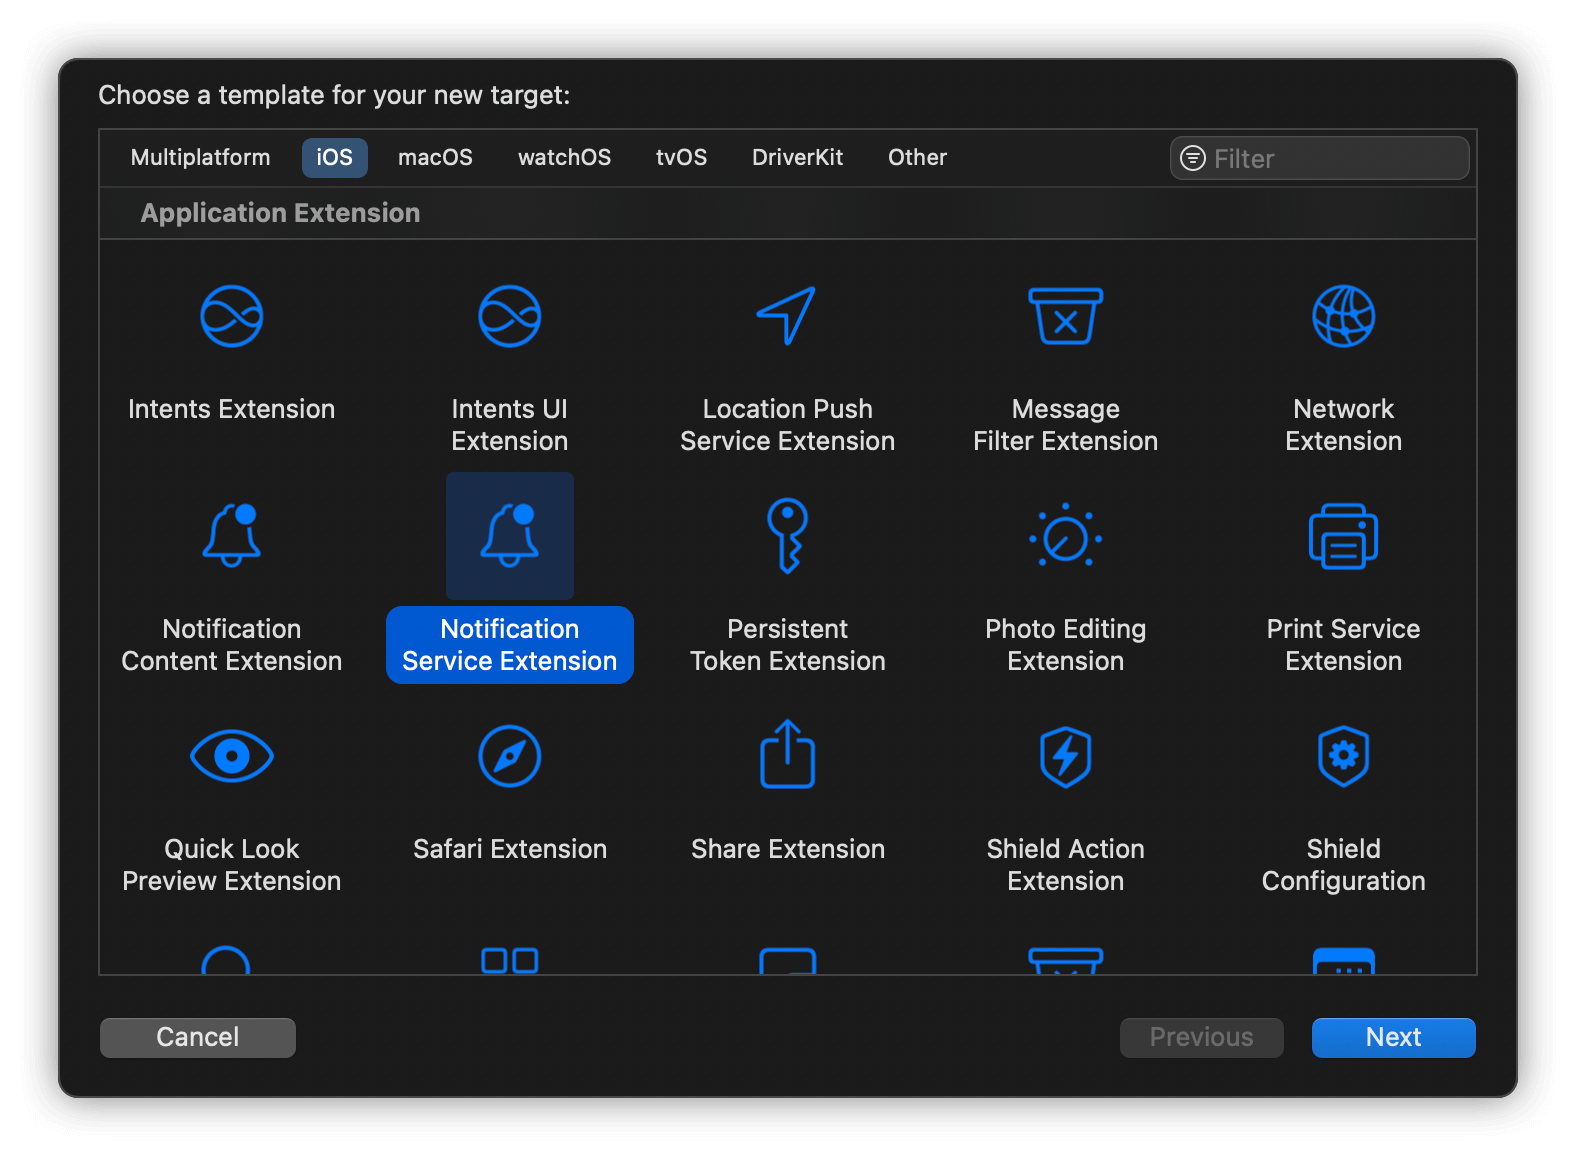 Choose a template for your new target:
Multiplatform iOS macOS watchOS tvOS DriverKit Other Filter
Application Extension
Intents Extension
Intents UI
Extension
Location Push
Service Extension
Message
Filter Extension
Network
Extension
Notification
Content Extension
Notification
Service Extension
Persistent
Token Extension
Photo Editing
Extension
Print Service
Extension
Quick Look
Preview Extension
Safari Extension
Share Extension
Shield Action
Extension
Shield
Configuration
Cancel Previous Next